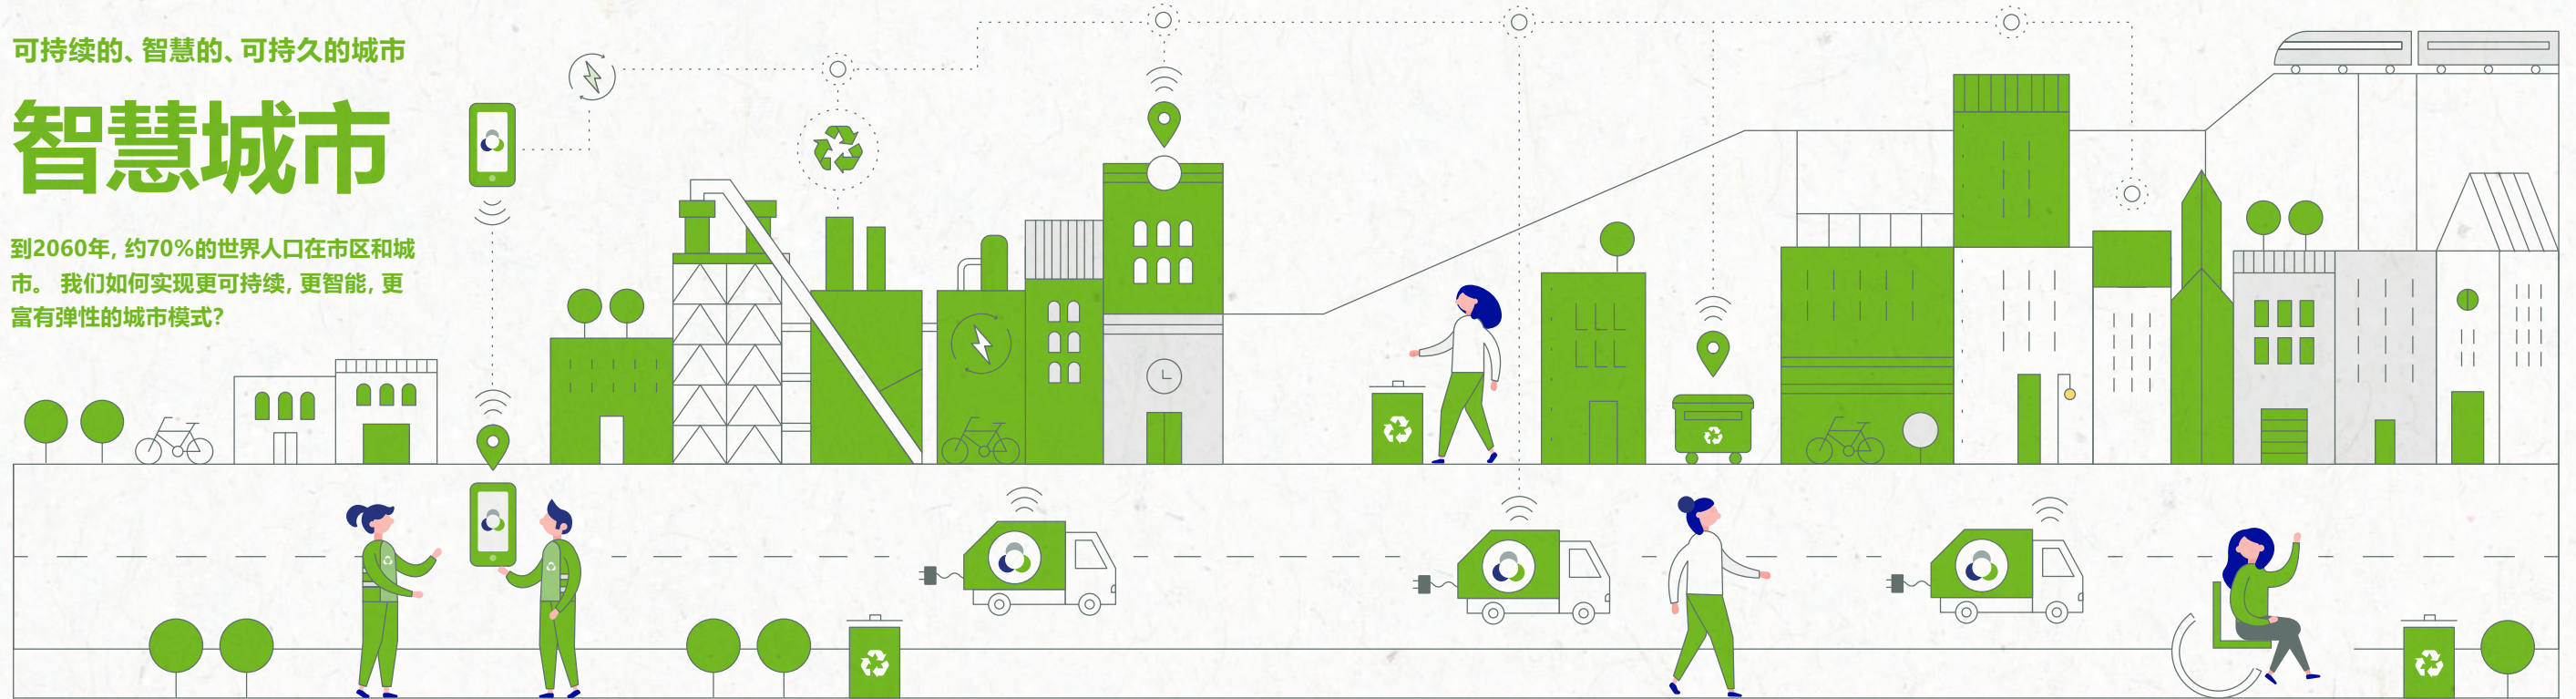 可持续的、智慧的、可持久的城市
智慧城市
到2060年, 约70%的世界人口在市区和城
市。 我们如何实现更可持续, 更智能, 更
富有弹性的城市模式?